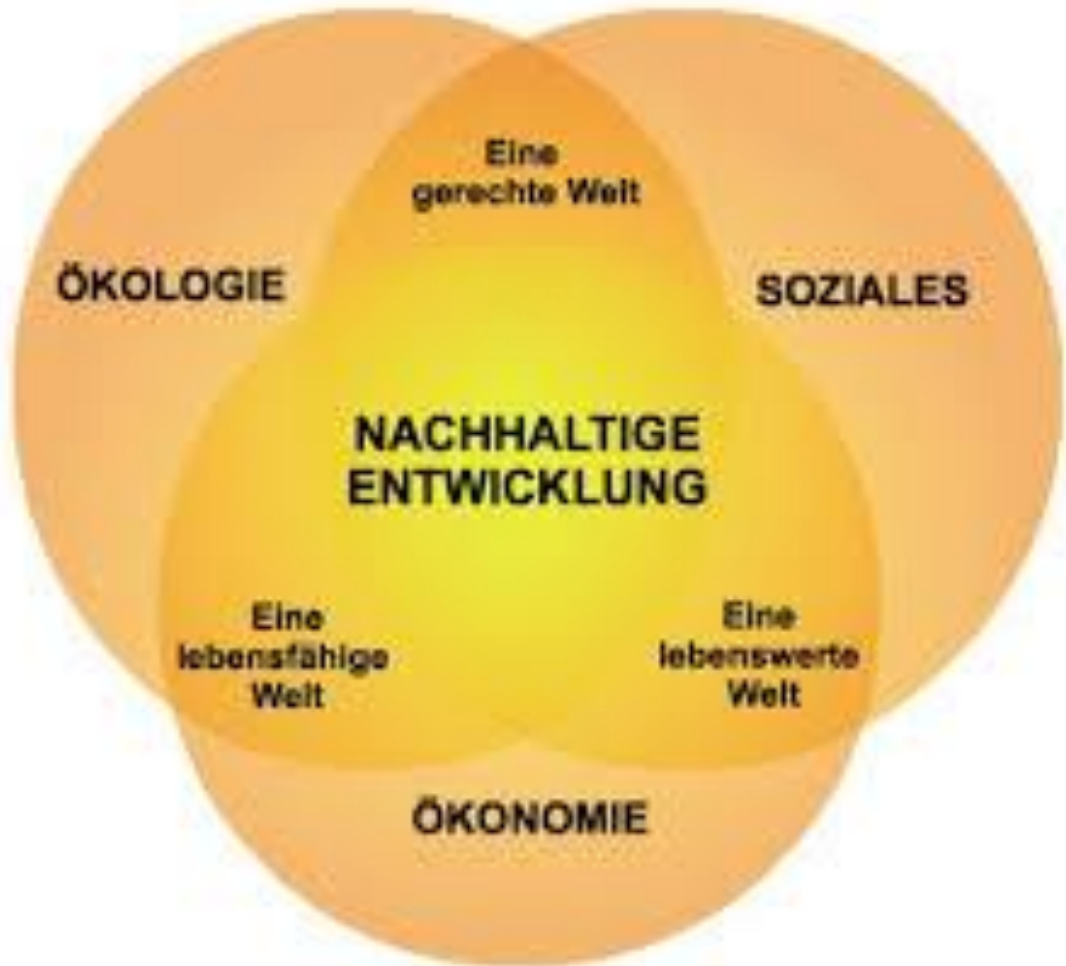 Eine
gerechte Welt
ÖKOLOGIE
SOZIALES
NACHHALTIGE
ENTWICKLUNG
Eine
lebensfähige
Welt
Eine
lebenswerte
Welt
ÖKONOMIE